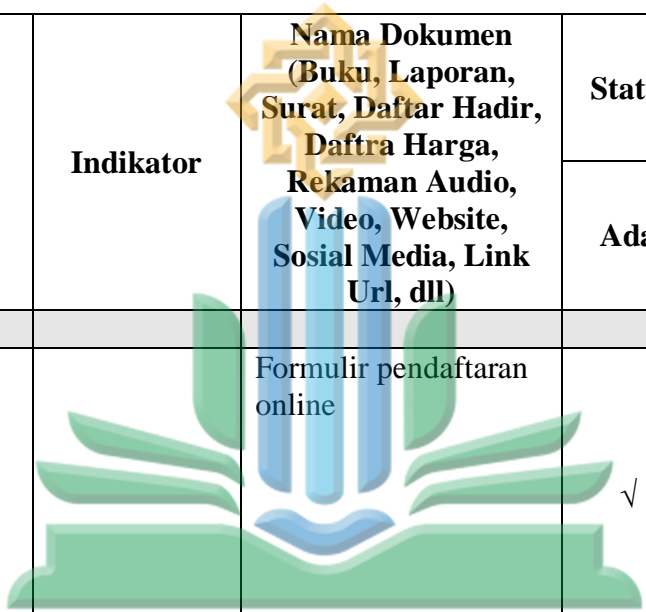 Indikator
Nama Dokumen
(Buku, Laporan,
Surat, Daftar Hadir,
Daftra Harga,
Rekaman Audio,
Video, Website,
Sosial Media, Link
Url, dll)
Stat
Ada
Formulir pendaftaran
online
√